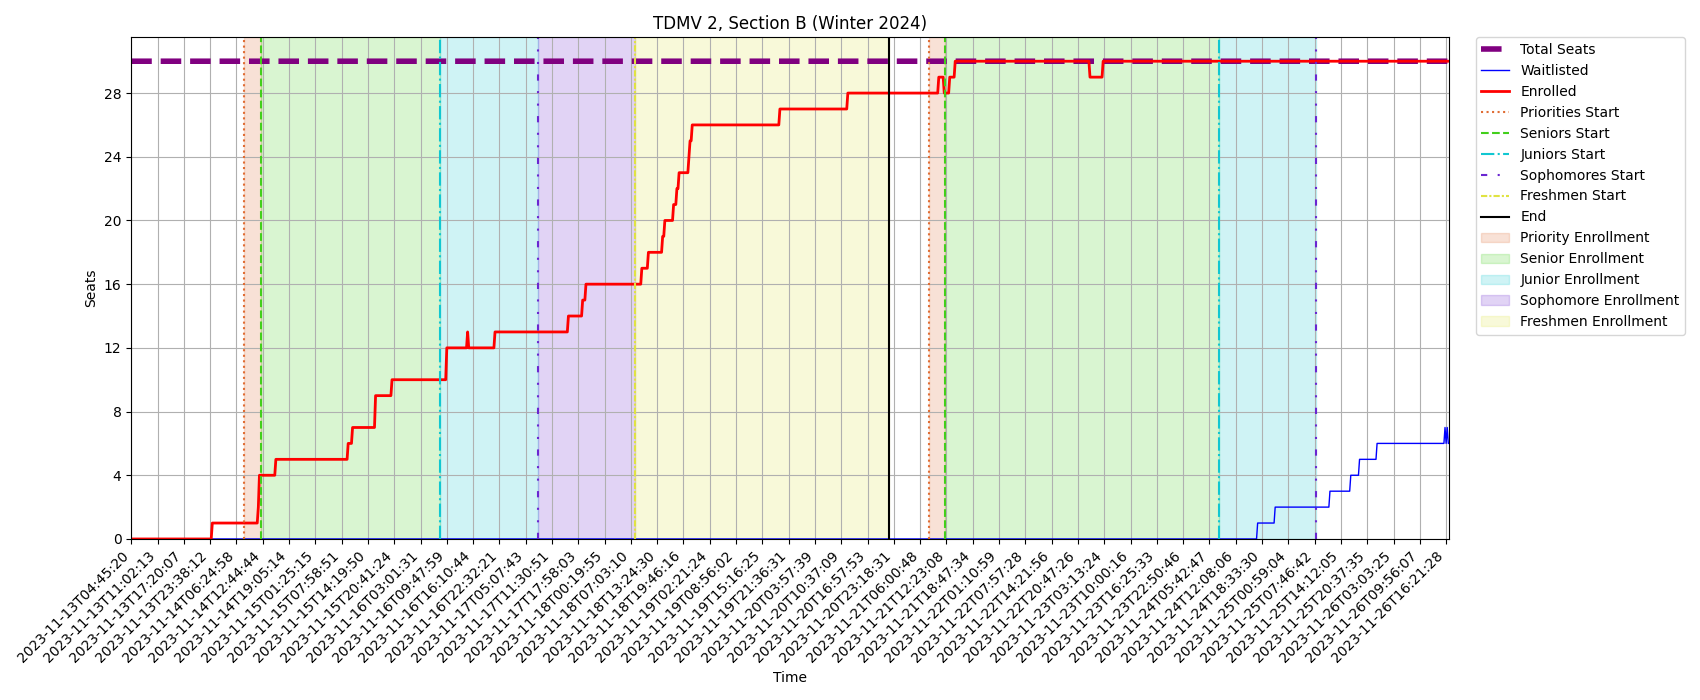 TDMV 2, Section B (Winter 2024)
Seats
28
24
20
16
12
8
4
0
2023-11-13T04:45:20
2023-11-13T11:02:13
2023-11-13T17:20:07
2023-11-13T23:38:12
2023-11-14T06:24:58
2023-11-14T12:44:44
2023-11-14T19:05:14
2023-11-15T01:25:15
2023-11-15T07:58:51
2023-11-15T14:19:50
2023-11-15T20:41:24
2023-11-16T03:01:31
2023-11-16T09:47:59
2023-11-16T16:10:44
2023-11-16T22:32:21
2023-11-17T05:07:43
2023-11-17T11:30:51
2023-11-17T17:58:03
2023-11-18T00:19:55
2023-11-18T07:03:10
2023-11-18T13:24:30
2023-11-18T19:46:16
2023-11-19T02:21:24
2023-11-19T08:56:02
2023-11-19T15:16:25
2023-11-19T21:36:31
2023-11-20T03:57:39
2023-11-20T10:37:09
2023-11-20T16:57:53
2023-11-20T23:18:31
2023-11-21T06:00:48
2023-11-21T12:23:08
2023-11-21T18:47:34
2023-11-22T01:10:59
2023-11-22T07:57:28
2023-11-22T14:21:56
2023-11-22T20:47:26
2023-11-23T03:13:24
2023-11-23T10:00:16
2023-11-23T16:25:33
2023-11-23T22:50:46
2023-11-24T05:42:47
2023-11-24T12:08:06
2023-11-24T18:33:30
2023-11-25T00:59:04
2023-11-25T07:46:42
2023-11-25T14:12:05
2023-11-25T20:37:35
2023-11-26T03:03:25
2023-11-26T09:56:07
2023-11-26T16:21:28
Time
Total Seats
Waitlisted
Enrolled
Priorities Start
Seniors Start
Juniors Start
Sophomores Start
Freshmen Start
End
Priority Enrollment
Senior Enrollment
Junior Enrollment
Sophomore Enrollment
Freshmen Enrollment